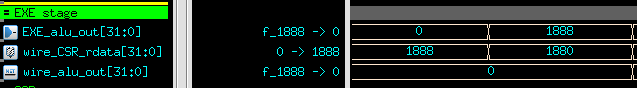 = EXE stage
EXE_alu_out[31:0] f_1888 -> 0 0 1888
wire_CSR_rdata[31:0] 0 -> 1888 1888 1880
wire_alu_out[31:0] f_1888 -> 0 0